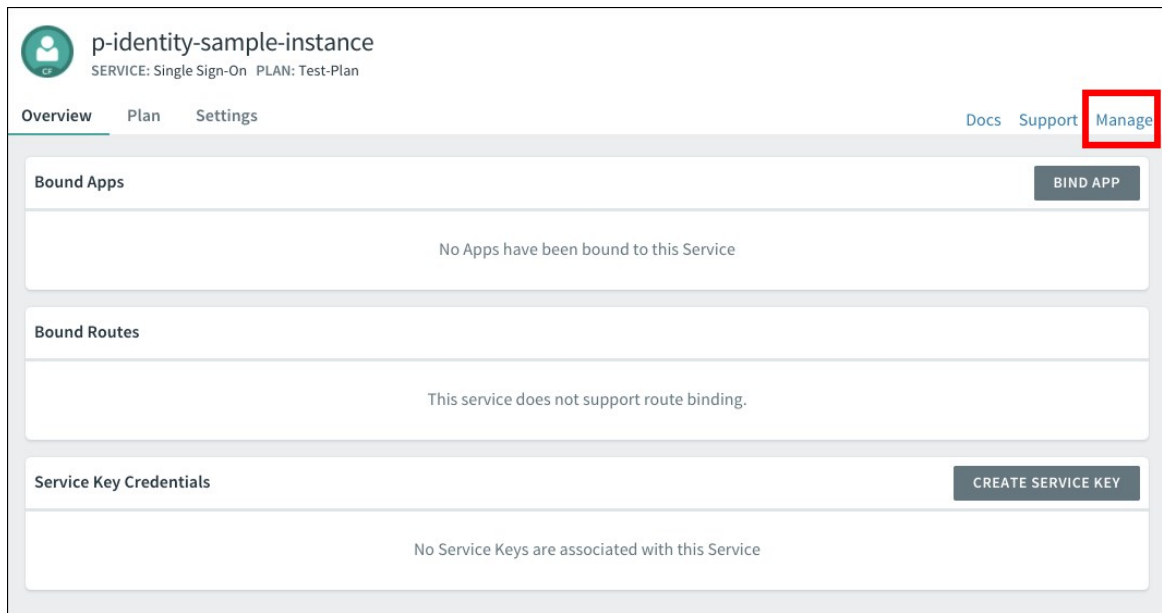 p-identity-sample-instance
SERVICE: Single Sign-On PLAN: Test-Plan
CF
Overview Plan Settings Docs Support Manage
Bound Apps BIND APP
No Apps have been bound to this Service
Bound Routes
This service does not support route binding.
Service Key Credentials CREATE SERVICE KEY
No Service Keys are associated with this Service